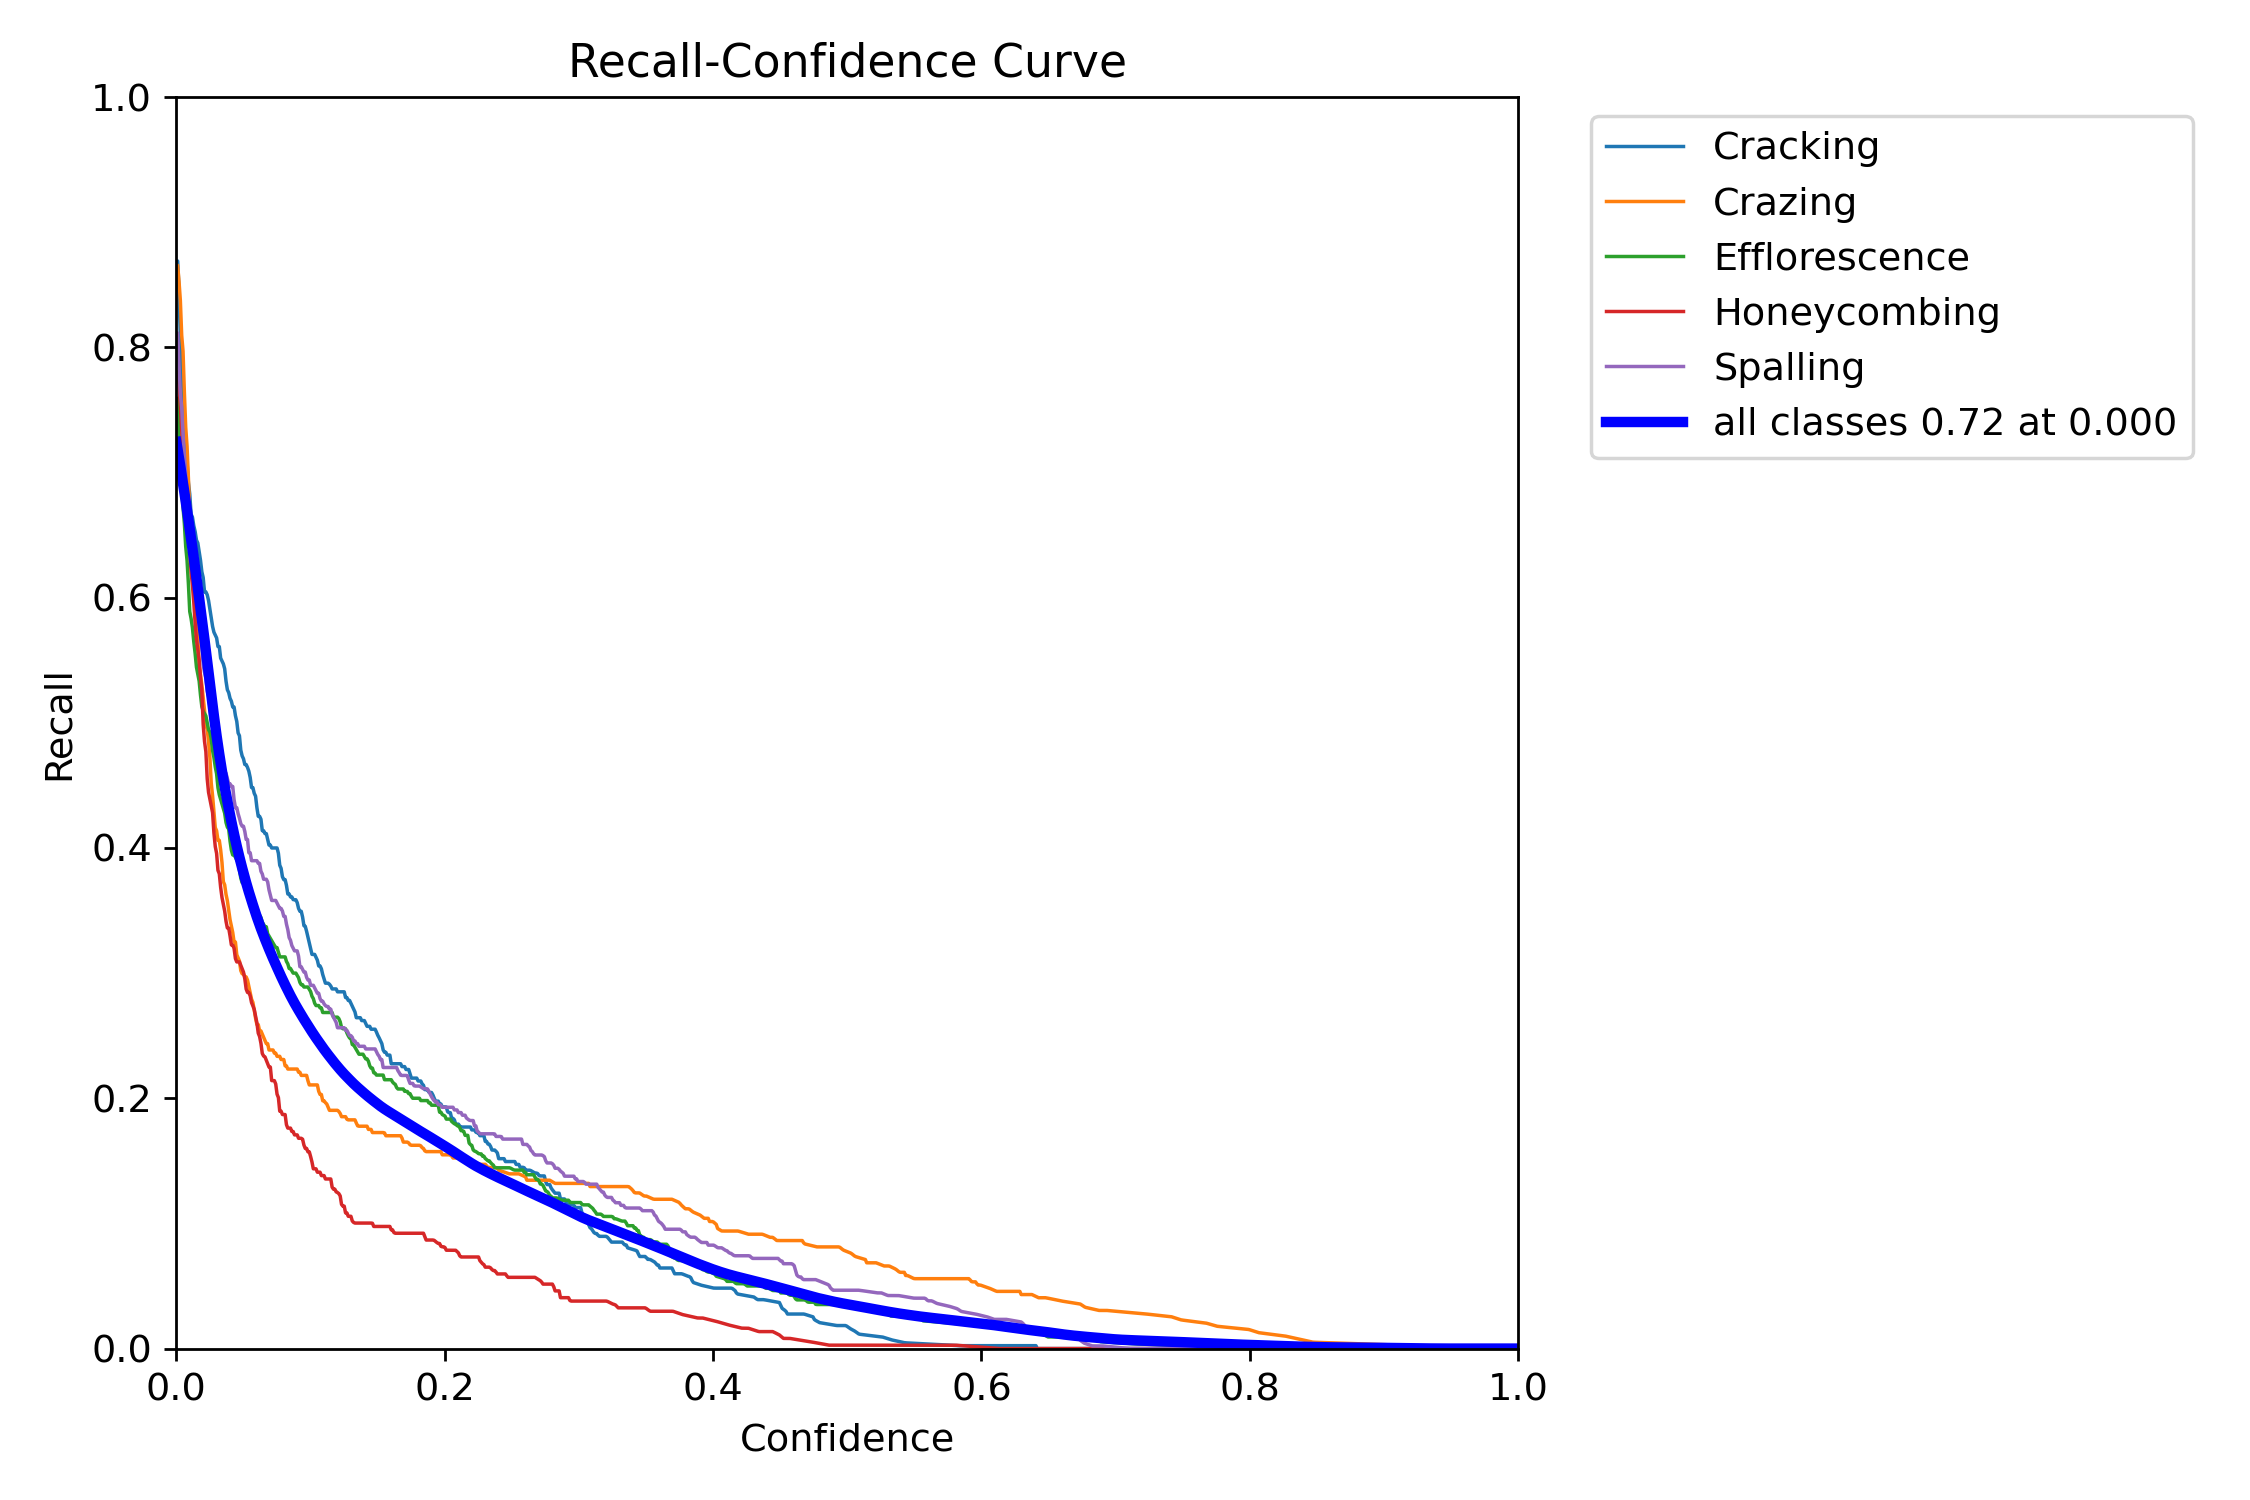 Recall-Confidence Curve
1.0
0.8
0.6
0.4
0.2
0.0
Recall
0.0 0.2 0.4 0.6 0.8 1.0
Confidence
Cracking
Crazing
Efflorescence
Honeycombing
Spalling
all classes 0.72 at 0.000